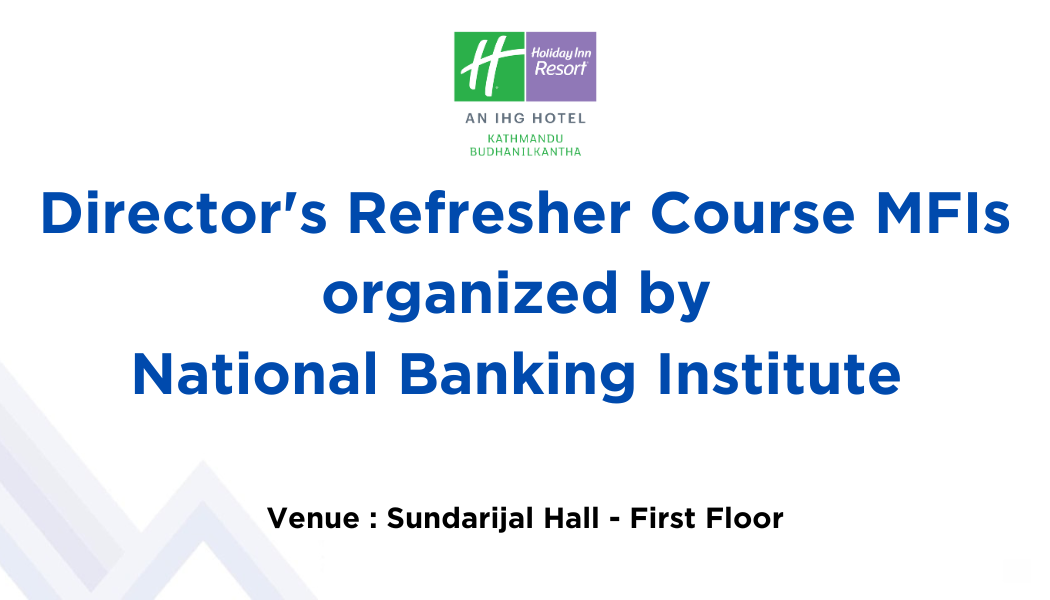 Holiday Inn
Resort
AN IHG HOTEL
KATHMANDU
BUDHANILKANTHA
Director's Refresher Course MFIs
organized by
National Banking Institute
Venue : Sundarijal Hall - First Floor